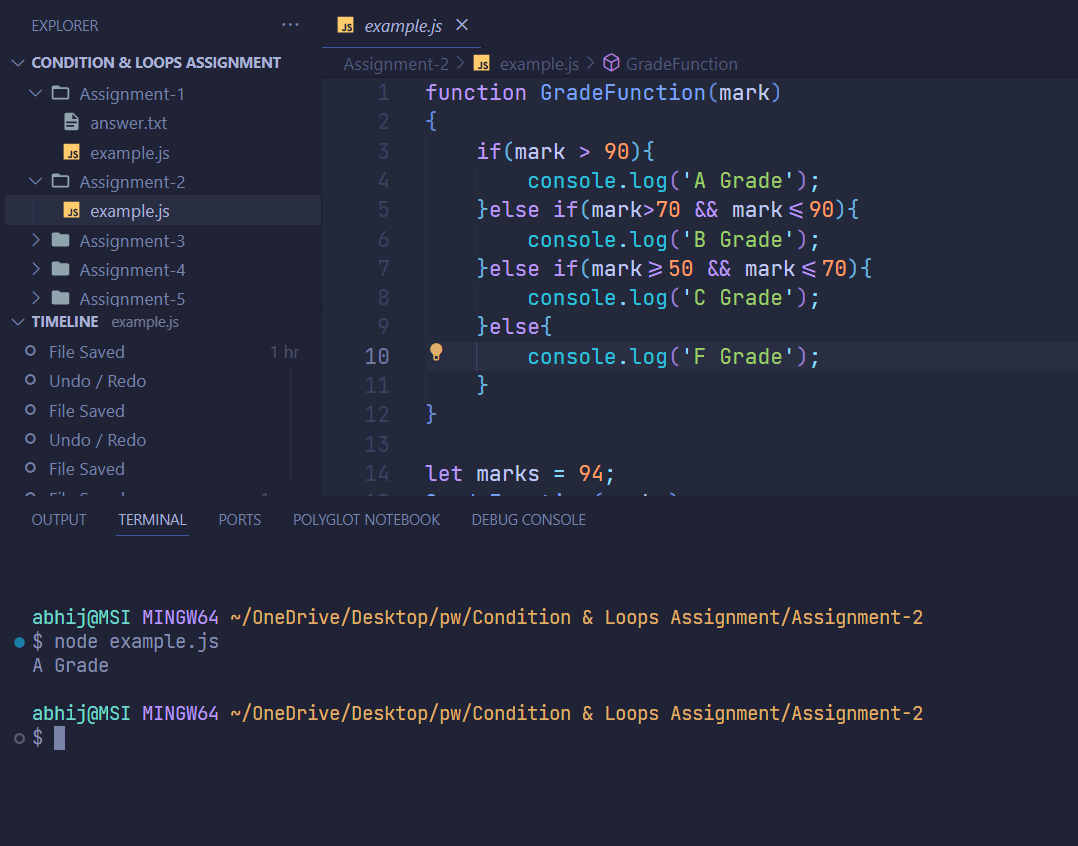 EXPLORER
CONDITION & LOOPS ASSIGNMENT
Assignment-1
answer.txt
JS example.js
Assignment-2
JS example.js
Assignment-3
Assignment-4
Assignment-5
TIMELINE example.js
File Saved 1 hr
Undo / Redo
File Saved
Undo / Redo
File Saved
JS example.js
Assignment-2 > JS example.js > GradeFunction
1 function GradeFunction(mark)
2 {
3 if(mark > 90){
4 console.log('A Grade');
5 }else if(mark>70 && mark<=90){
6 console.log('B Grade');
7 }else if(mark>=50 && mark<=70){
8 console.log('C Grade');
9 }else{
10 console.log('F Grade');
11 }
12 }
13
14 let marks = 94;
OUTPUT TERMINAL PORTS POLYGLOT NOTEBOOK DEBUG CONSOLE
abhij@MSI MINGW64 ~/OneDrive/Desktop/pw/Condition & Loops Assignment/Assignment-2
$ node example.js
A Grade
abhij@MSI MINGW64 ~/OneDrive/Desktop/pw/Condition & Loops Assignment/Assignment-2
$